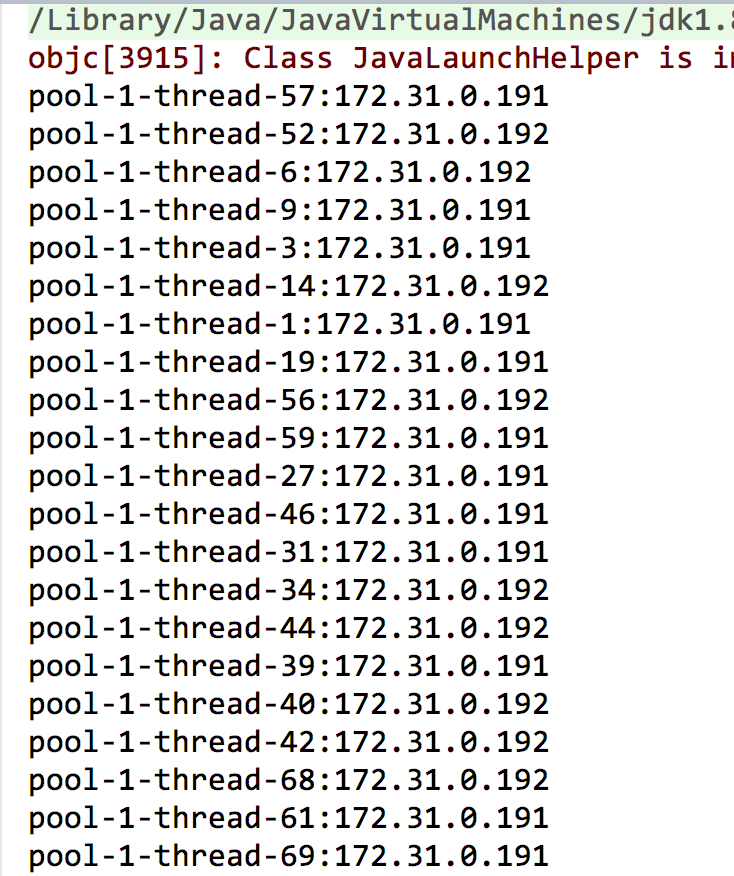 /Library/Java/JavaVirtualMachines/jdk1.8
objc[3915]: Class JavaLaunchHelper is
pool-1-thread-57:172.31.0.191
pool-1-thread-52:172.31.0.192
pool-1-thread-6:172.31.0.192
pool-1-thread-9:172.31.0.191
pool-1-thread-3:172.31.0.191
pool-1-thread-14:172.31.0.192
pool-1-thread-1:172.31.0.191
pool-1-thread-19:172.31.0.191
pool-1-thread-56:172.31.0.192
pool-1-thread-59:172.31.0.191
pool-1-thread-27:172.31.0.191
pool-1-thread-46:172.31.0.191
pool-1-thread-31:172.31.0.191
pool-1-thread-34:172.31.0.192
pool-1-thread-44:172.31.0.192
pool-1-thread-39:172.31.0.191
pool-1-thread-40:172.31.0.192
pool-1-thread-42:172.31.0.192
pool-1-thread-68:172.31.0.192
pool-1-thread-61:172.31.0.191
pool-1-thread-69:172.31.0.191